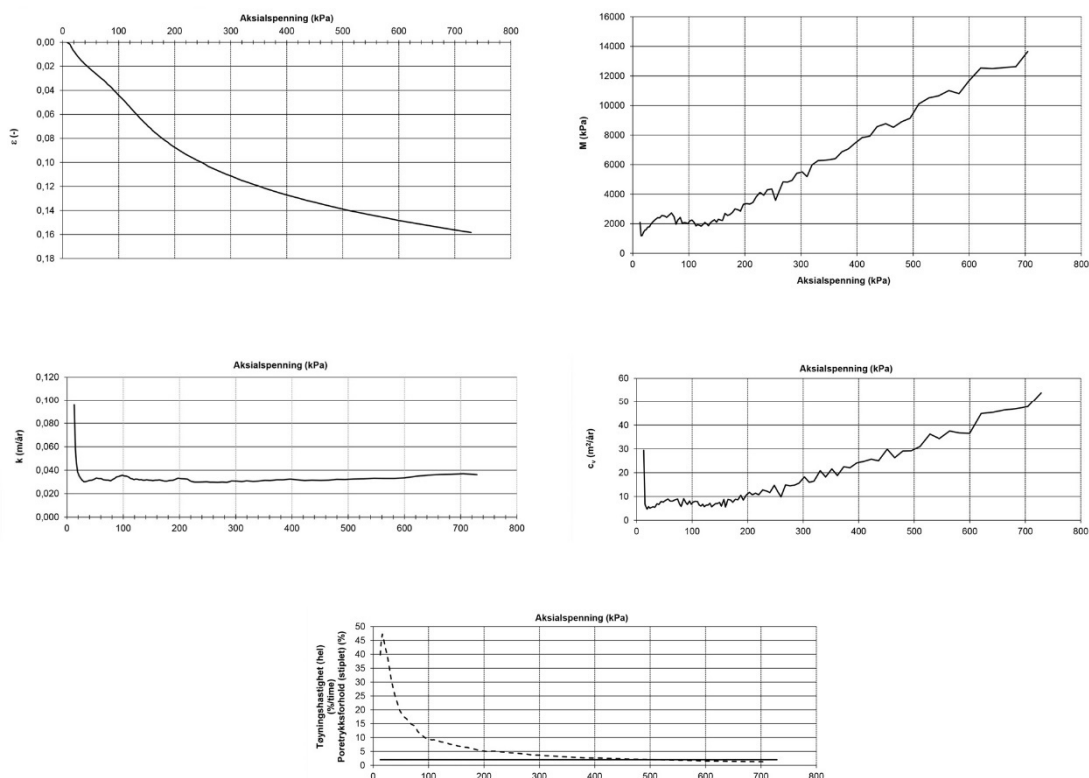 Aksialspenning (kPa)
0 100 200 300 400 500 600 700 800
0,00
0,02
0,04
0,06
0,08
0,10
0,12
0,14
0,16
0,18
ε (-)
16000
14000
12000
10000
8000
6000
4000
2000
0
M (kPa)
0 100 200 300 400 500 600 700 800
Aksialspenning (kPa)
Aksialspenning (kPa)
0,120
0,100
0,080
0,060
0,040
0,020
0,000
k (m/år)
0 100 200 300 400 500 600 700 800
Aksialspenning (kPa)
60
50
40
30
20
10
0
cᵥ (m²/år)
0 100 200 300 400 500 600 700 800
Aksialspenning (kPa)
50
45
40
35
30
25
20
15
10
5
0
Tøyningshastighet (hel)
(%/time)
Poretrykksforhold (stiplet) (%)
0 100 200 300 400 500 600 700 800